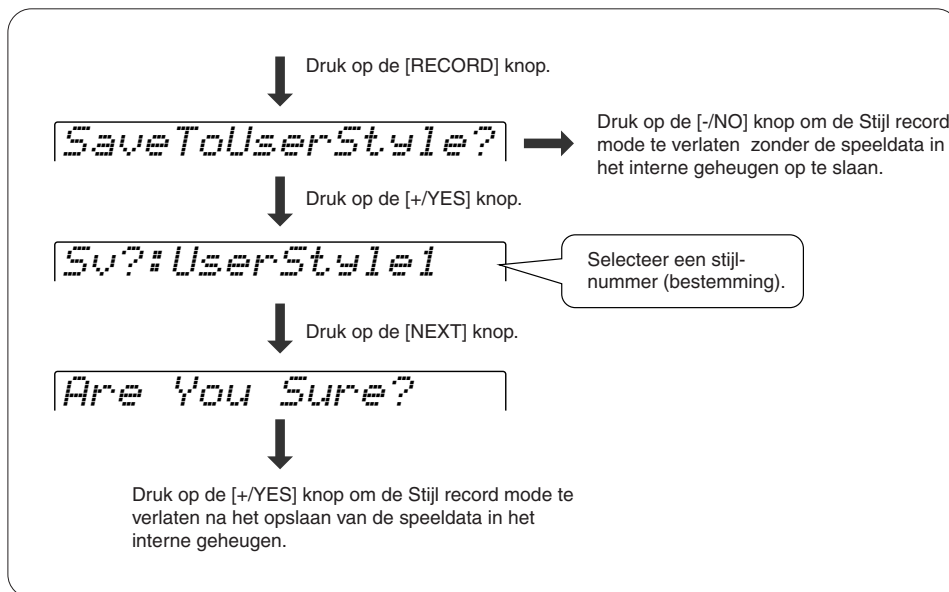 Druk op de [RECORD] knop.
SaveToUserStyle?
Druk op de [-/NO] knop om de Stijl record
mode te verlaten zonder de speeldata in
het interne geheugen op te slaan.
Druk op de [+/YES] knop.
Sv?:UserStyle1
Selecteer een stijl-
nummer (bestemming).
Druk op de [NEXT] knop.
Are You Sure?
Druk op de [+/YES] knop om de Stijl record mode te
verlaten na het opslaan van de speeldata in het
interne geheugen.